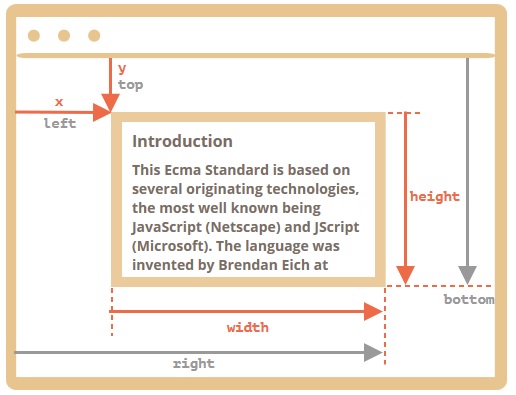 y
top
x
left
Introduction
This Ecma Standard is based on
several originating technologies,
the most well known being
JavaScript (Netscape) and JScript
(Microsoft). The language was
invented by Brendan Eich at
height
bottom
width
right